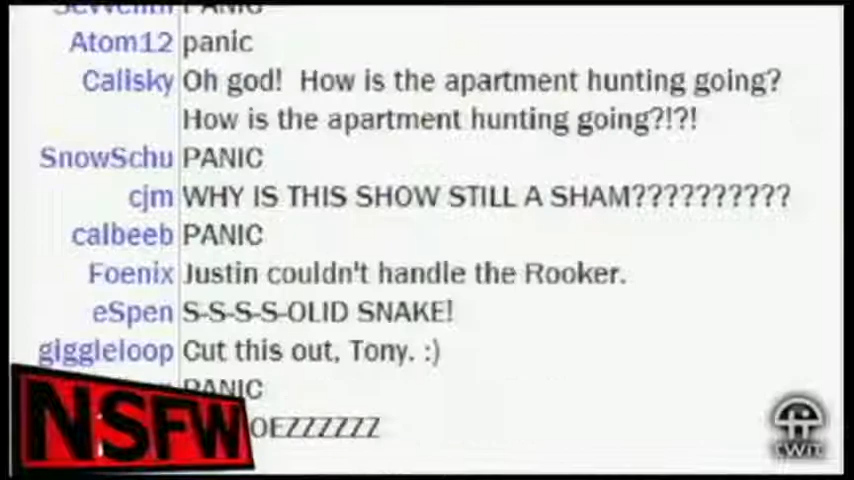 PANIC
Atom12 panic
Calisky Oh god! How is the apartment hunting going?
How is the apartment hunting going?!?!
SnowSchu PANIC
cjm WHY IS THIS SHOW STILL A SHAM??????????
calbeeb PANIC
Foenix Justin couldn't handle the Rooker.
eSpen S-S-S-S-OLID SNAKE!
giggleloop Cut this out, Tony. :)
PANIC
OEZZZZZZ
NSFW
TWiT